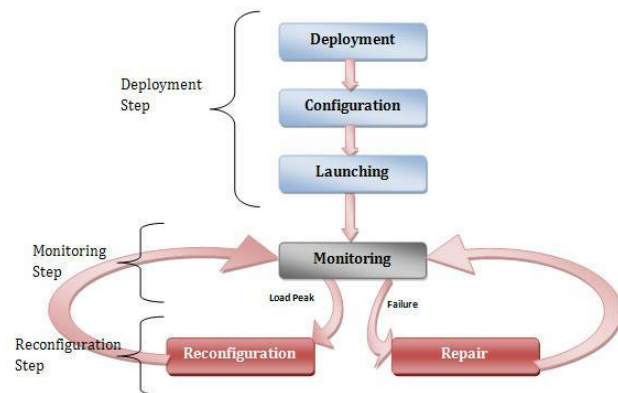 Deployment
Deployment
Step
Configuration
Launching
Monitoring
Step
Monitoring
Load Peak
Failure
Reconfiguration
Step
Reconfiguration
Repair